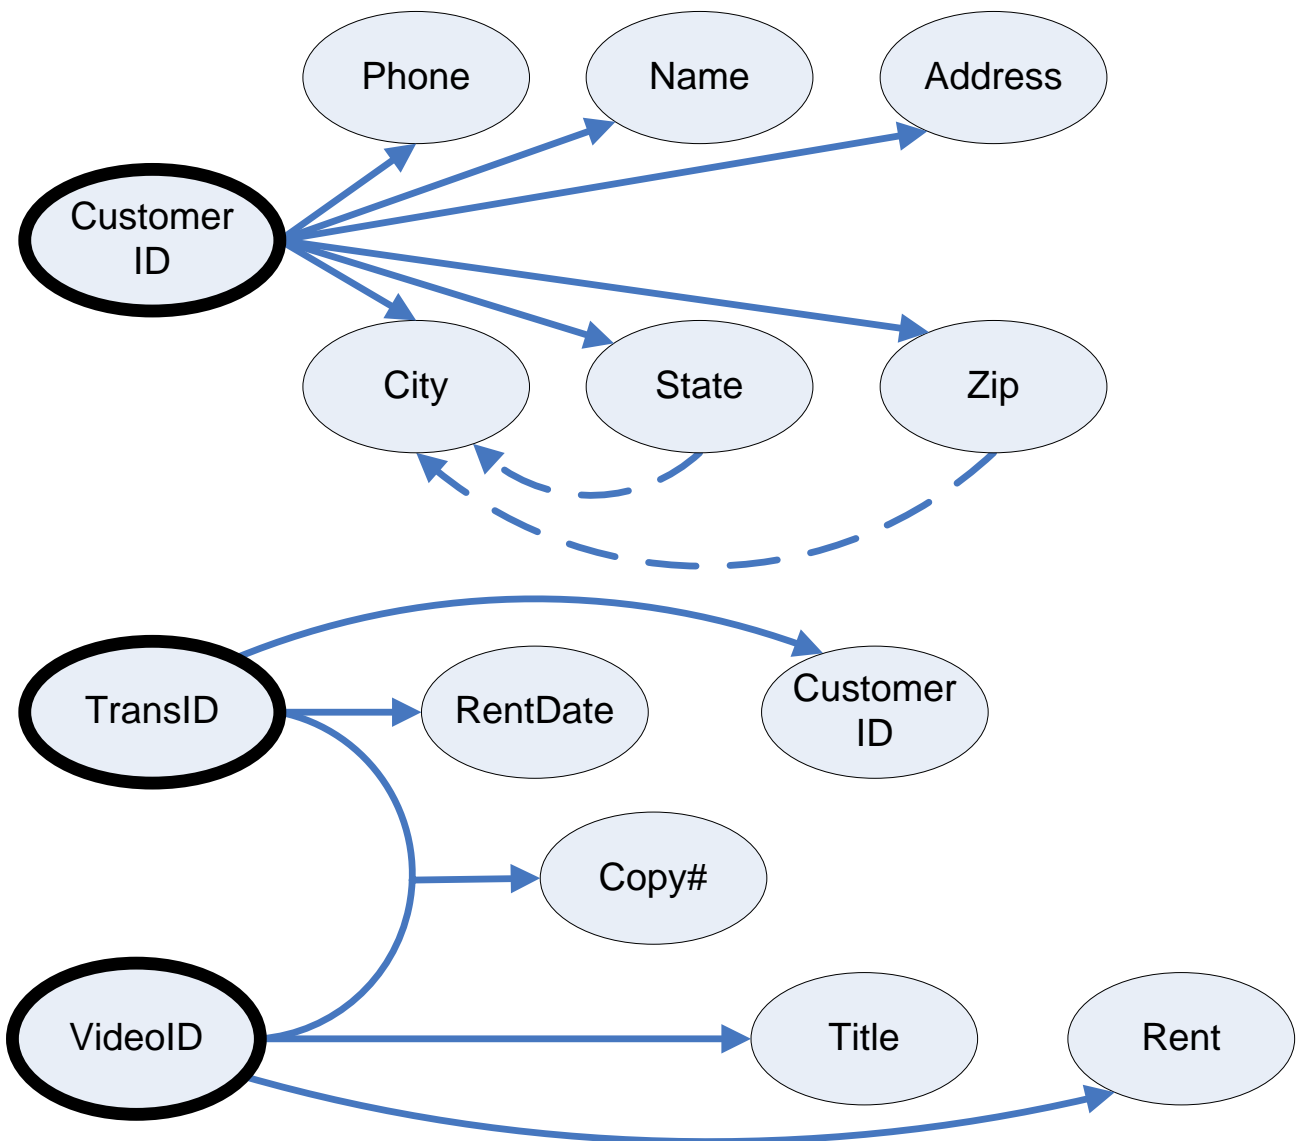 Phone
Name
Address
Customer
ID
City
State
Zip
TransID
RentDate
Customer
ID
Copy#
VideoID
Title
Rent